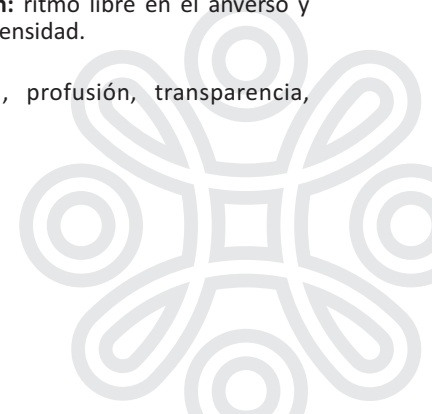 n: ritmo libre en el anverso y
ensidad.
, profusión, transparencia,